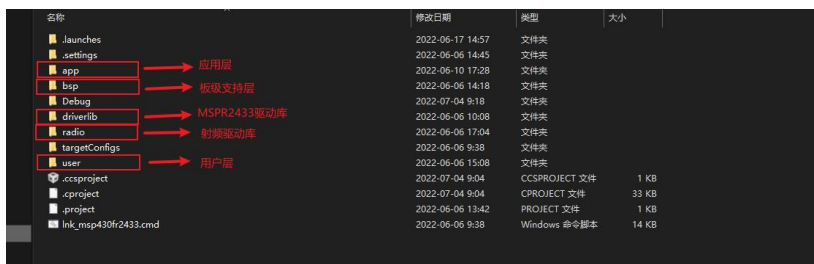 名称 修改日期 类型 大小
.launches 2022-06-17 14:57 文件夹
.settings 2022-06-06 14:45 文件夹
app 应用层 2022-06-10 17:28 文件夹
bsp 板级支持层 2022-06-06 14:18 文件夹
Debug 2022-07-04 9:18 文件夹
driverlib MSPR2433驱动库 2022-06-06 10:08 文件夹
radio 射频驱动库 2022-06-06 17:04 文件夹
targetConfigs 2022-06-06 9:38 文件夹
user 用户层 2022-06-06 15:08 文件夹
.ccsproject 2022-07-04 9:04 CCSPROJECT 文件 1 KB
.cproject 2022-07-04 9:04 CPROJECT 文件 33 KB
.project 2022-06-06 13:42 PROJECT 文件 1 KB
lnk_msp430fr2433.cmd 2022-06-06 9:38 Windows 命令脚本 14 KB